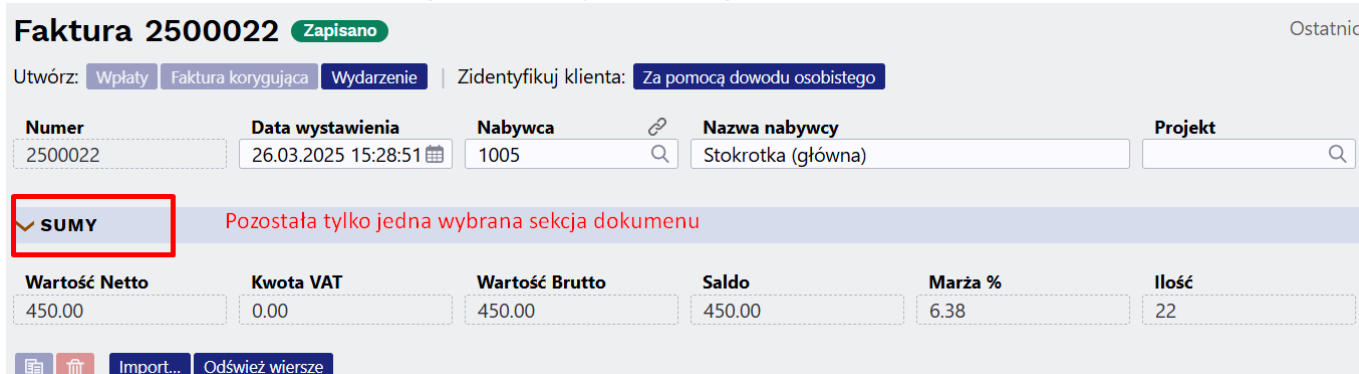 Faktura 2500022 Zapisano Ostatnio
Utwórz: Wpłaty Faktura korygująca Wydarzenie | Zidentyfikuj klienta: Za pomocą dowodu osobistego
Numer Data wystawienia Nabywca Nazwa nabywcy Projekt
2500022 26.03.2025 15:28:51 1005 Stokrotka (główna)
SUMY Pozostała tylko jedna wybrana sekcja dokumenu
Wartość Netto Kwota VAT Wartość Brutto Saldo Marża % Ilość
450.00 0.00 450.00 450.00 6.38 22
Import... Odśwież wiersze